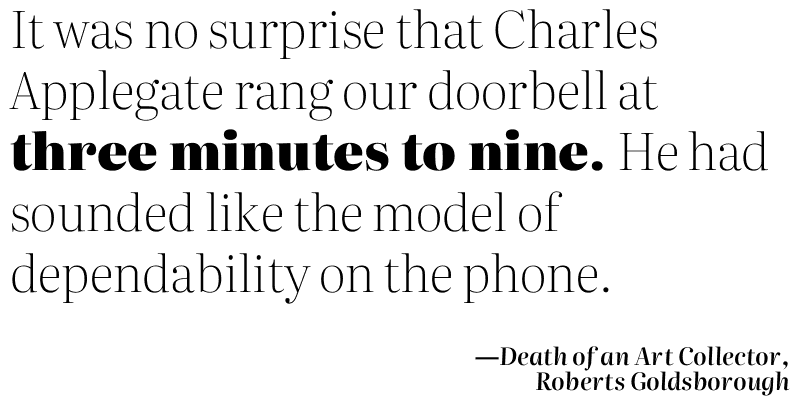 It was no surprise that Charles
Applegate rang our doorbell at
three minutes to nine. He had
sounded like the model of
dependability on the phone.
—Death of an Art Collector,
Roberts Goldsborough